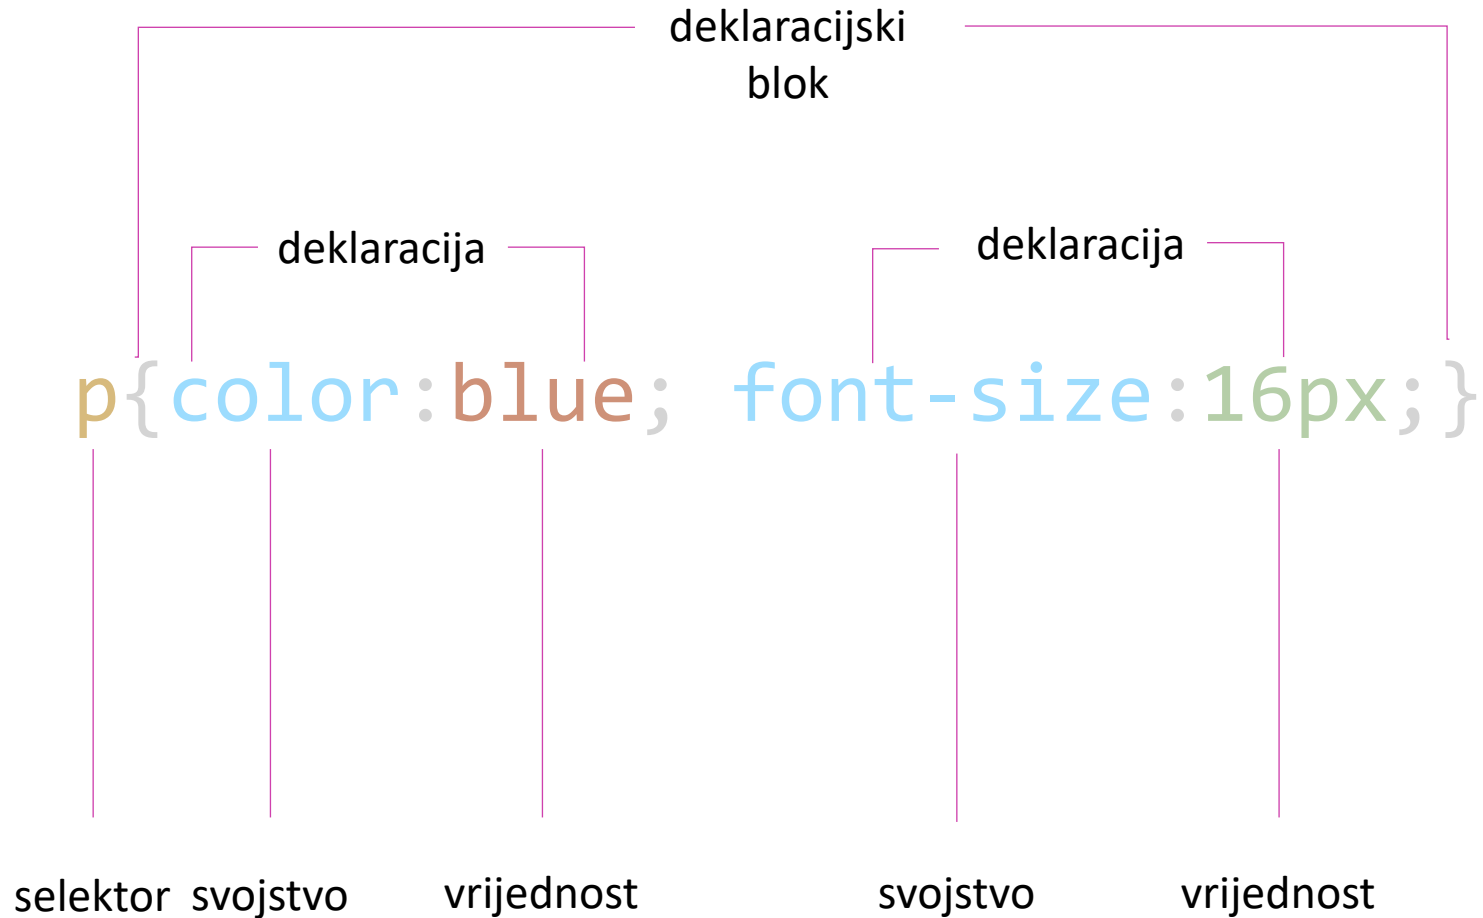 deklaracijski
blok
deklaracija deklaracija
p{color:blue; font-size:16px;}
selektor svojstvo vrijednost svojstvo vrijednost